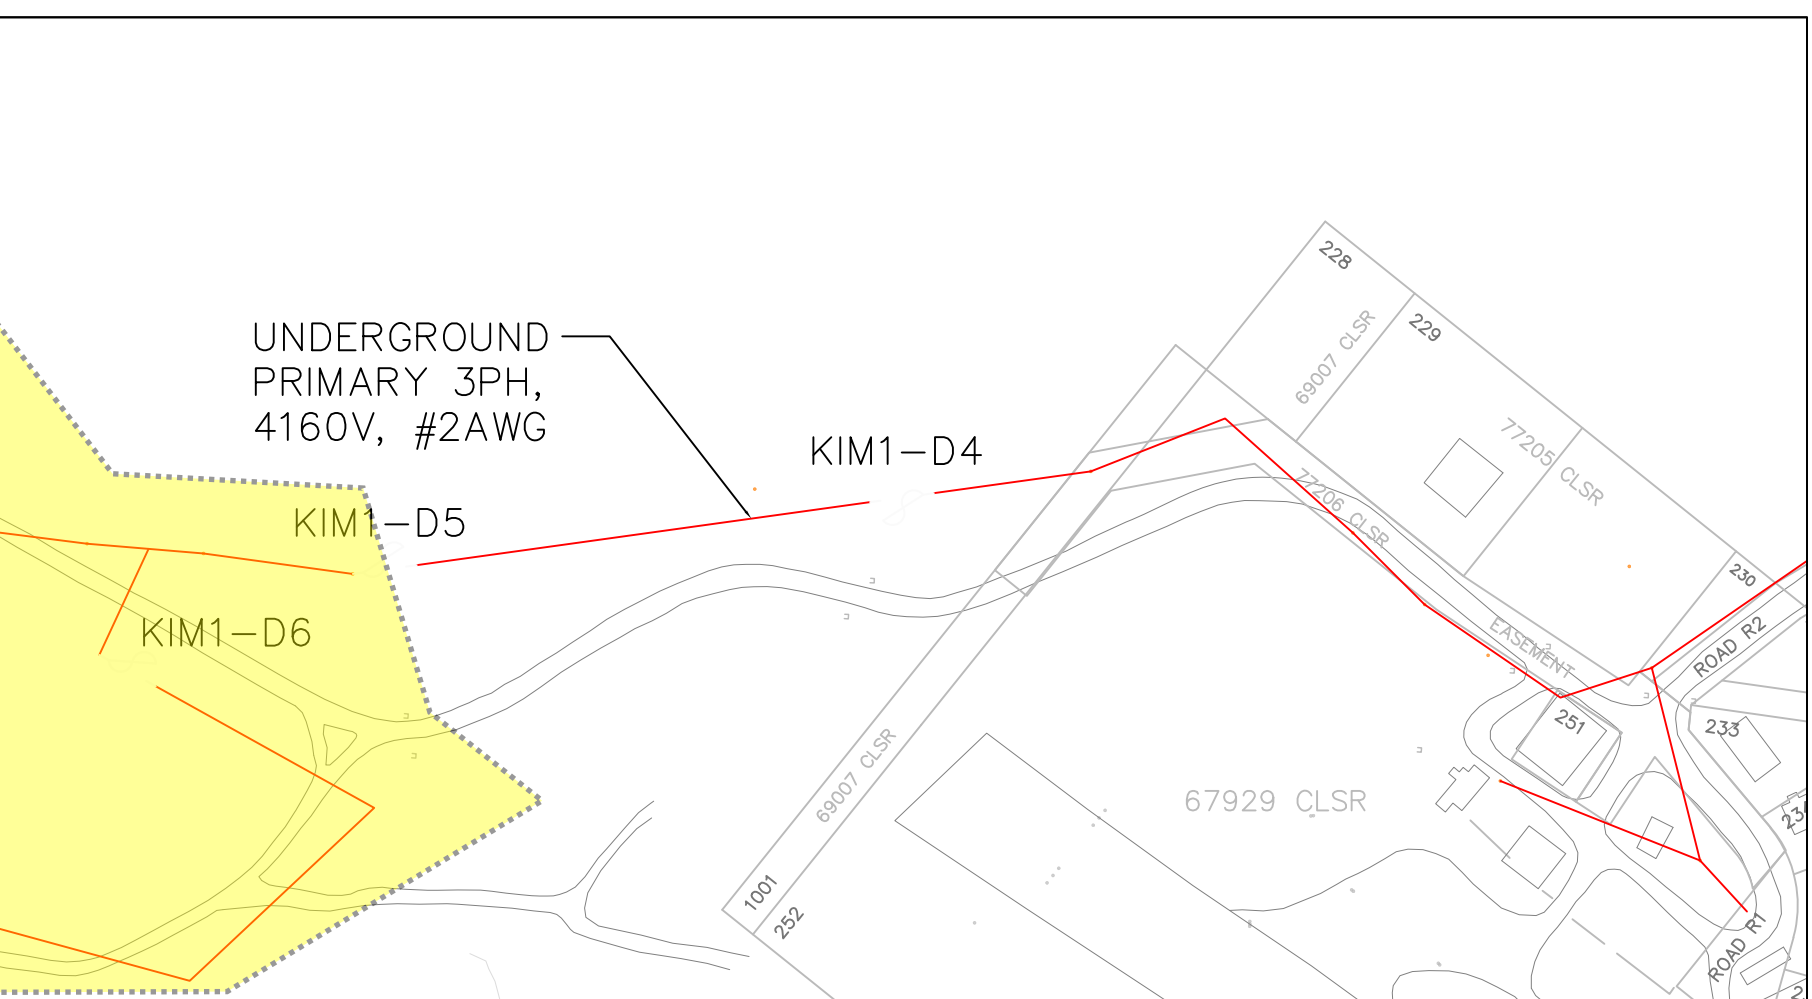 228
229
69007 CLSR
77205 CLSR
UNDERGROUND
PRIMARY 3PH,
4160V, #2AWG
KIM1-D4
77206 CLSR
KIM1-D5
230
KIM1-D6
EASEMENT
ROAD R2
251
233
69007 CLSR
67929 CLSR
1001
252
ROAD R1